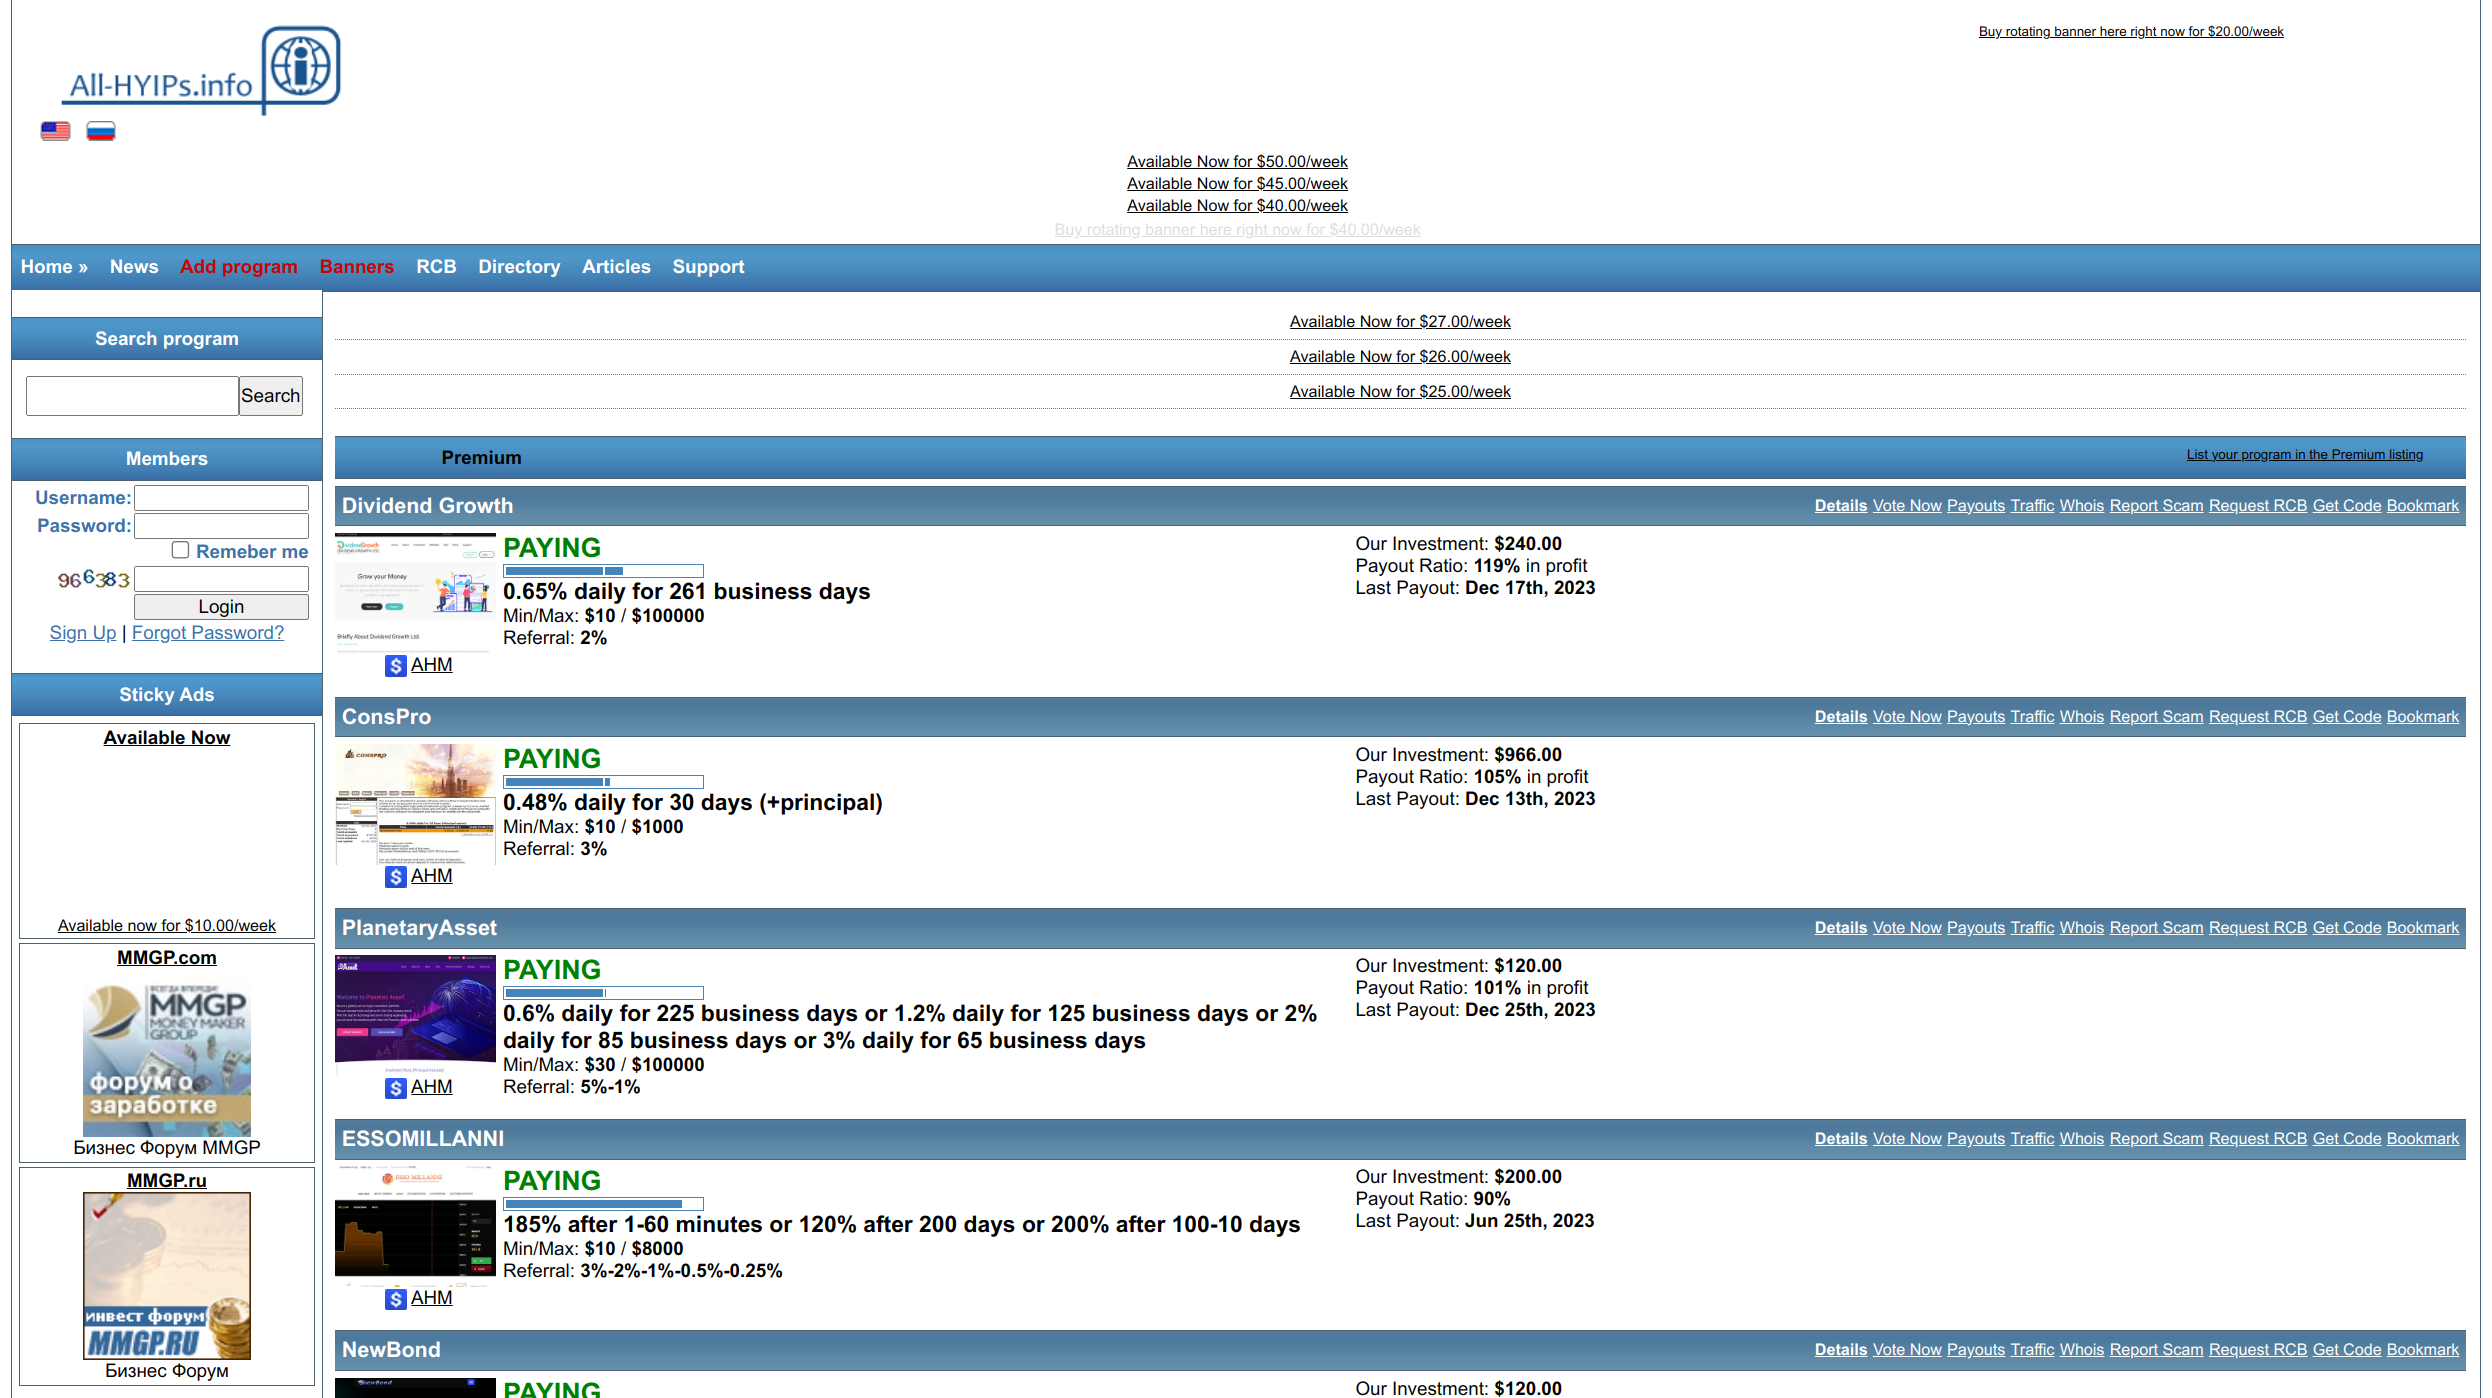 All-HYIPs.info
Buy rotating banner here right now for $20.00/week
Available Now for $50.00/week
Available Now for $45.00/week
Available Now for $40.00/week
Buy rotating banner here right now for $40.00/week
Home » News Add program Banners RCB Directory Articles Support
Search program
Search
Members
Username:
Password:
Remeber me
966383
Login
Sign Up | Forgot Password?
Sticky Ads
Available Now
Available now for $10.00/week
MMGP.com
ВСЕГДА ВПЕРЕДИ
MMGP
MONEY MAKER
GROUP
форум о
заработке
Бизнес Форум MMGP
MMGP.ru
инвест форум
MMGP.RU
Бизнес Форум
Available Now for $27.00/week
Available Now for $26.00/week
Available Now for $25.00/week
Premium
List your program in the Premium listing
Dividend Growth
Details Vote Now Payouts Traffic Whois Report Scam Request RCB Get Code Bookmark
Grow your Money
Briefly About Dividend Growth Ltd.
AHM
PAYING
0.65% daily for 261 business days
Min/Max: $10 / $100000
Referral: 2%
Our Investment: $240.00
Payout Ratio: 119% in profit
Last Payout: Dec 17th, 2023
ConsPro
Details Vote Now Payouts Traffic Whois Report Scam Request RCB Get Code Bookmark
CONSPRO
AHM
PAYING
0.48% daily for 30 days (+principal)
Min/Max: $10 / $1000
Referral: 3%
Our Investment: $966.00
Payout Ratio: 105% in profit
Last Payout: Dec 13th, 2023
PlanetaryAsset
Details Vote Now Payouts Traffic Whois Report Scam Request RCB Get Code Bookmark
AHM
PAYING
0.6% daily for 225 business days or 1.2% daily for 125 business days or 2%
daily for 85 business days or 3% daily for 65 business days
Min/Max: $30 / $100000
Referral: 5%-1%
Our Investment: $120.00
Payout Ratio: 101% in profit
Last Payout: Dec 25th, 2023
ESSOMILLANNI
Details Vote Now Payouts Traffic Whois Report Scam Request RCB Get Code Bookmark
ESSO MILLANNI
AHM
PAYING
185% after 1-60 minutes or 120% after 200 days or 200% after 100-10 days
Min/Max: $10 / $8000
Referral: 3%-2%-1%-0.5%-0.25%
Our Investment: $200.00
Payout Ratio: 90%
Last Payout: Jun 25th, 2023
NewBond
Details Vote Now Payouts Traffic Whois Report Scam Request RCB Get Code Bookmark
NewBond
PAYING
Our Investment: $120.00